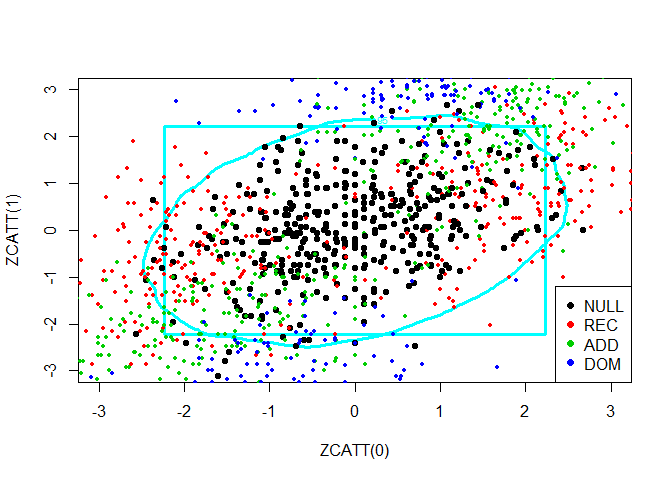 ZCATT(1)
3
2
1
0
-1
-2
-3
NULL
REC
ADD
DOM
-3 -2 -1 0 1 2 3
ZCATT(0)